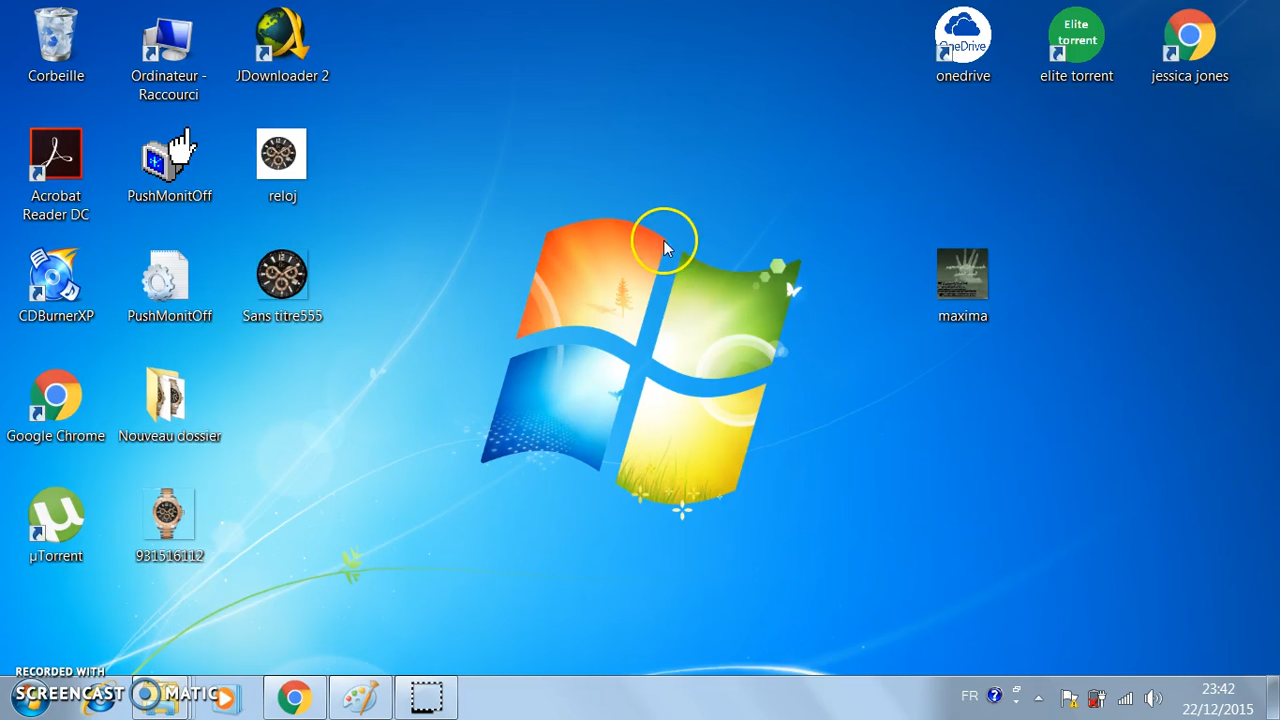 Corbeille
Ordinateur -
Raccourci
JDownloader 2
OneDrive
onedrive
Elite
torrent
elite torrent
jessica jones
Acrobat
Reader DC
PushMonitOff
reloj
CDBurnerXP
PushMonitOff
Sans titre555
maxima
Google Chrome
Nouveau dossier
µTorrent
931516112
RECORDED WITH
SCREENCAST MATIC
FR
23:42
22/12/2015